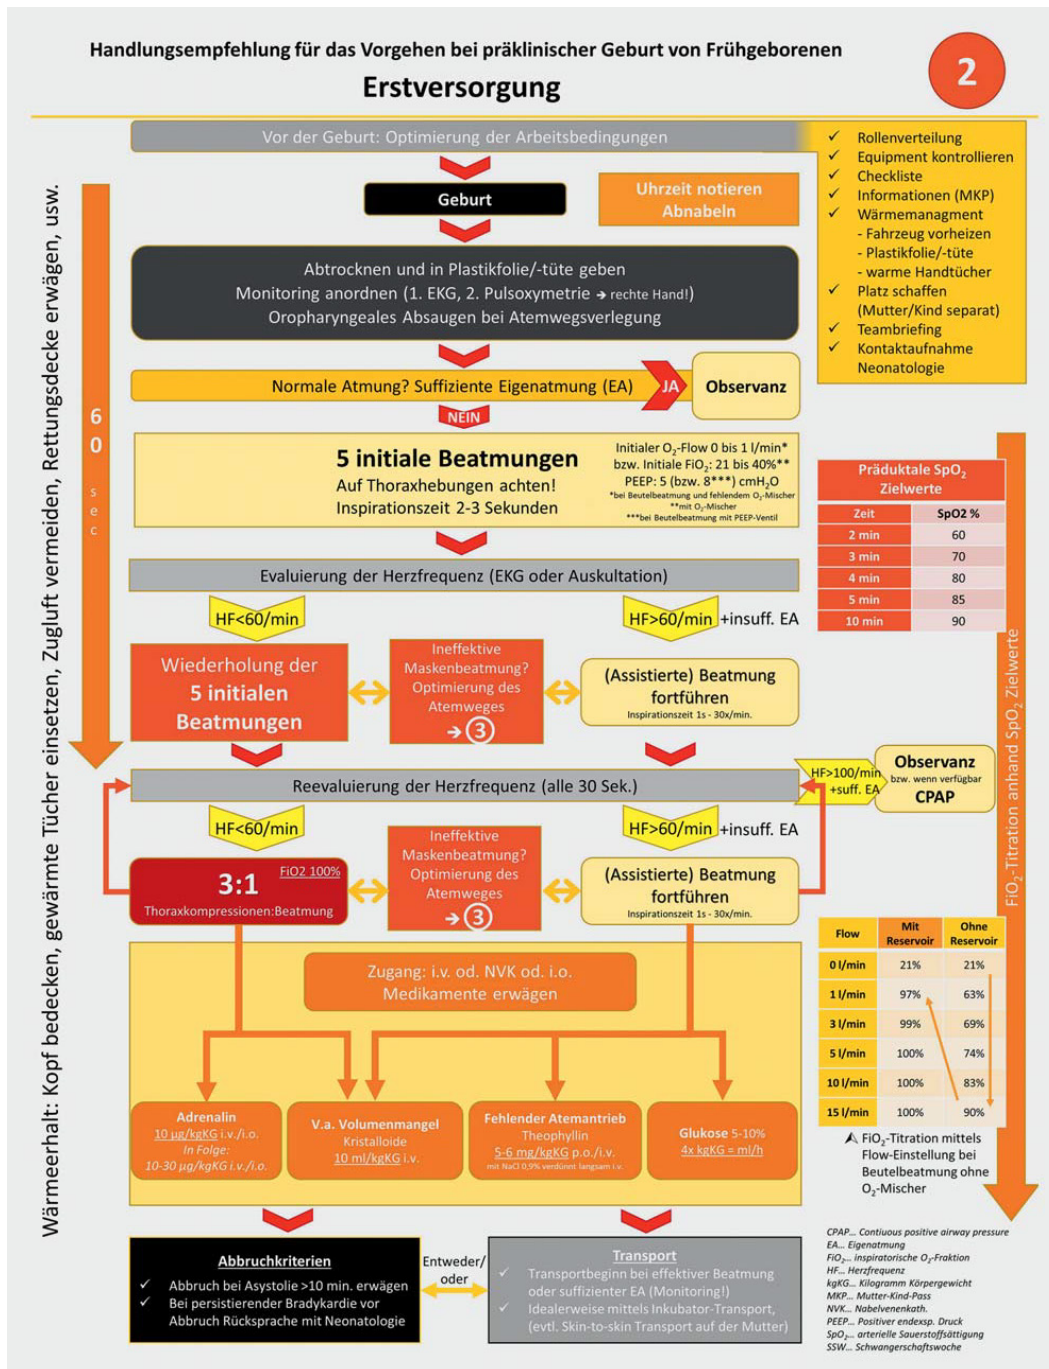 Handlungsempfehlung für das Vorgehen bei präklinischer Geburt von Frühgeborenen
Erstversorgung
2
Vor der Geburt: Optimierung der Arbeitsbedingungen
✓ Rollenverteilung
✓ Equipment kontrollieren
✓ Checkliste
✓ Informationen (MKP)
✓ Wärmemanagment
- Fahrzeug vorheizen
- Plastikfolie/-tüte
- warme Handtücher
✓ Platz schaffen
(Mutter/Kind separat)
✓ Teambriefing
✓ Kontaktaufnahme
Neonatologie
Geburt
Uhrzeit notieren
Abnabeln
Wärmeerhalt: Kopf bedecken, gewärmte Tücher einsetzen, Zugluft vermeiden, Rettungsdecke erwägen, usw.
60
sec
Abtrocknen und in Plastikfolie/-tüte geben
Monitoring anordnen (1. EKG, 2. Pulsoxymetrie → rechte Hand!)
Oropharyngeales Absaugen bei Atemwegsverlegung
Normale Atmung? Suffiziente Eigenatmung (EA)
JA
Observanz
NEIN
5 initiale Beatmungen
Auf Thoraxhebungen achten!
Inspirationszeit 2-3 Sekunden
Initialer O₂-Flow 0 bis 1 l/min*
bzw. Initiale FiO₂: 21 bis 40%**
PEEP: 5 (bzw. 8***) cmH₂O
*bei Beutelbeatmung und fehlendem O₂-Mischer
**mit O₂-Mischer
***bei Beutelbeatmung mit PEEP-Ventil
Präduktale SpO₂
Zielwerte
Zeit SpO2 %
2 min 60
3 min 70
4 min 80
5 min 85
10 min 90
FiO₂-Titration anhand SpO₂ Zielwerte
Evaluierung der Herzfrequenz (EKG oder Auskultation)
HF<60/min
HF>60/min +insuff. EA
Wiederholung der
5 initialen
Beatmungen
Ineffektive
Maskenbeatmung?
Optimierung des
Atemweges
→ 3
(Assistierte) Beatmung
fortführen
Inspirationszeit 1s - 30x/min.
Reevaluierung der Herzfrequenz (alle 30 Sek.)
HF>100/min
+suff. EA
Observanz
bzw. wenn verfügbar
CPAP
HF<60/min
HF>60/min +insuff. EA
FiO2 100%
3:1
Thoraxkompressionen:Beatmung
Ineffektive
Maskenbeatmung?
Optimierung des
Atemweges
→ 3
(Assistierte) Beatmung
fortführen
Inspirationszeit 1s - 30x/min.
Zugang: i.v. od. NVK od. i.o.
Medikamente erwägen
Adrenalin
10 µg/kgKG i.v./i.o.
In Folge:
10-30 µg/kgKG i.v./i.o.
V.a. Volumenmangel
Kristalloide
10 ml/kgKG i.v.
Fehlender Atemantrieb
Theophyllin
5-6 mg/kgKG p.o./i.v.
mit NaCl 0,9% verdünnt langsam i.v.
Glukose 5-10%
4x kgKG = ml/h
Flow Mit Reservoir Ohne Reservoir
0 l/min 21% 21%
1 l/min 97% 63%
3 l/min 99% 69%
5 l/min 100% 74%
10 l/min 100% 83%
15 l/min 100% 90%
FiO₂-Titration mittels
Flow-Einstellung bei
Beutelbeatmung ohne
O₂-Mischer
Abbruchkriterien
✓ Abbruch bei Asystolie >10 min. erwägen
✓ Bei persistierender Bradykardie vor
Abbruch Rücksprache mit Neonatologie
Entweder/
oder
Transport
✓ Transportbeginn bei effektiver Beatmung
oder suffizienter EA (Monitoring!)
✓ Idealerweise mittels Inkubator-Transport,
(evtl. Skin-to-skin Transport auf der Mutter)
CPAP... Contiuous positive airway pressure
EA... Eigenatmung
FiO₂... inspiratorische O₂-Fraktion
HF... Herzfrequenz
kgKG... Kilogramm Körpergewicht
MKP... Mutter-Kind-Pass
NVK... Nabelvenenkath.
PEEP... Positiver endexsp. Druck
SpO₂... arterielle Sauerstoffsättigung
SSW... Schwangerschaftswoche